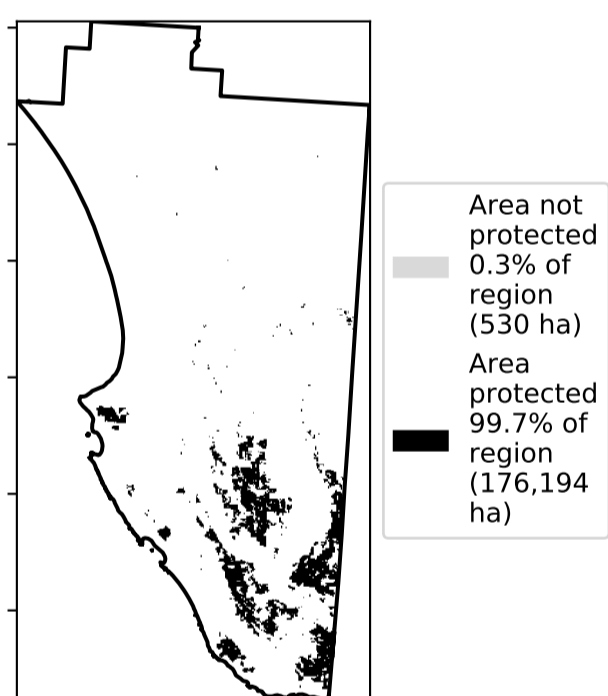 Area not
protected
0.3% of
region
(530 ha)
Area
protected
99.7% of
region
(176,194
ha)